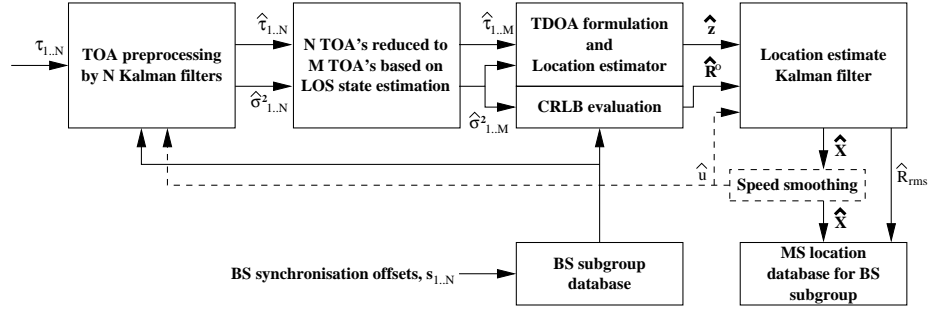 τ₁..N
TOA preprocessing
by N Kalman filters
τ̂₁..N
σ̂²₁..N
N TOA's reduced to
M TOA's based on
LOS state estimation
τ̂₁..M
σ̂²₁..M
TDOA formulation
and
Location estimator
CRLB evaluation
ẑ
R̂ᵒ
Location estimate
Kalman filter
û
X̂
R̂rms
Speed smoothing
X̂
BS synchronisation offsets, s₁..N
BS subgroup
database
MS location
database for BS
subgroup